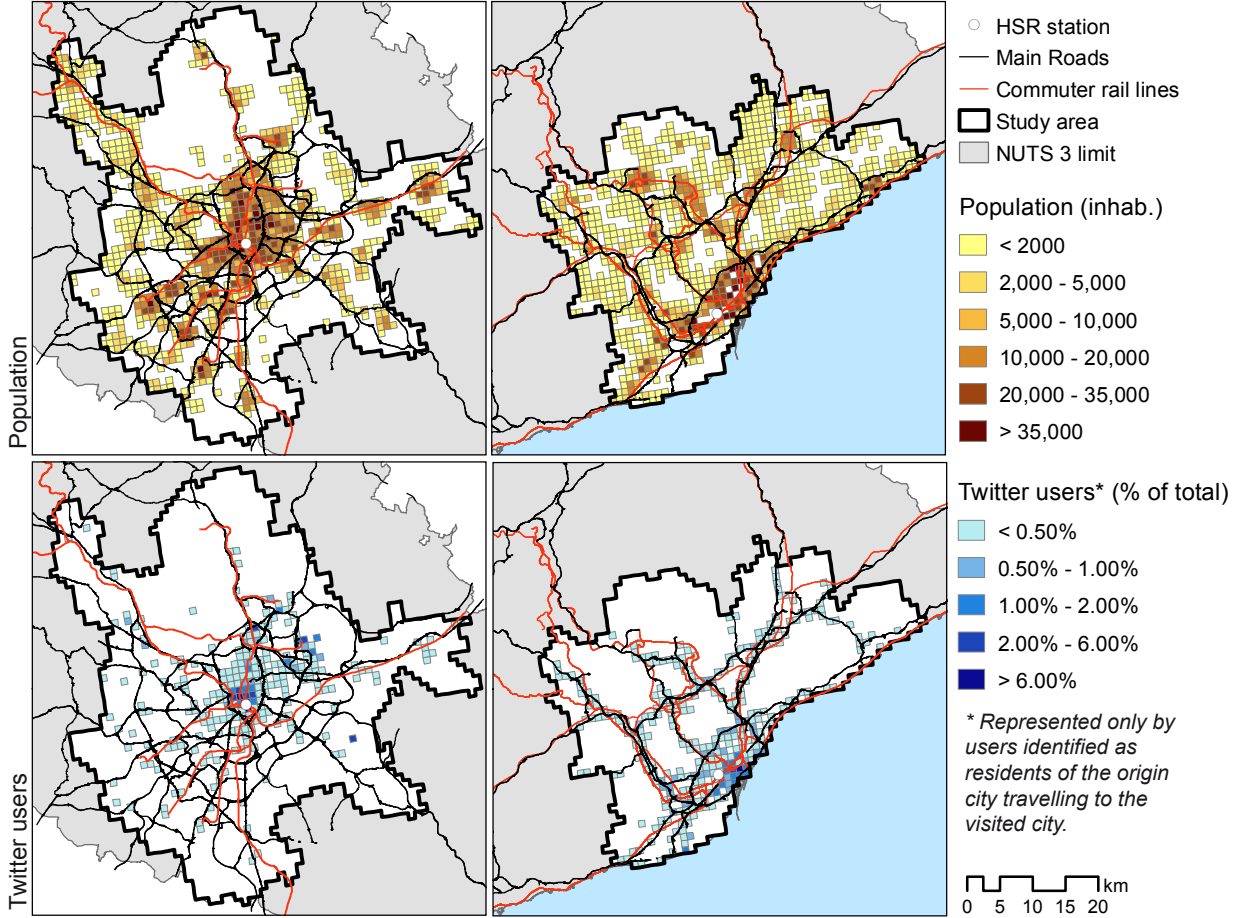 HSR station
Main Roads
Commuter rail lines
Study area
NUTS 3 limit
Population (inhab.)
< 2000
2,000 - 5,000
5,000 - 10,000
10,000 - 20,000
20,000 - 35,000
> 35,000
Population
Twitter users* (% of total)
< 0.50%
0.50% - 1.00%
1.00% - 2.00%
2.00% - 6.00%
> 6.00%
* Represented only by
users identified as
residents of the origin
city travelling to the
visited city.
Twitter users
km
0 5 10 15 20